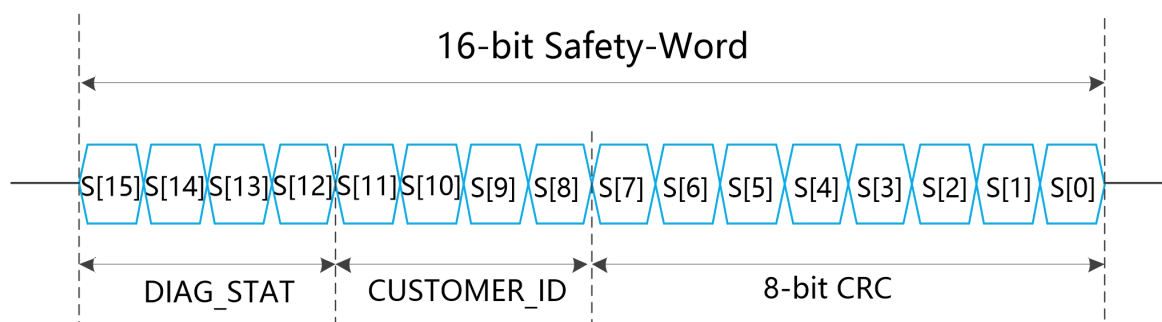 16-bit Safety-Word
S[15] S[14] S[13] S[12] S[11] S[10] S[9] S[8] S[7] S[6] S[5] S[4] S[3] S[2] S[1] S[0]
DIAG_STAT CUSTOMER_ID 8-bit CRC